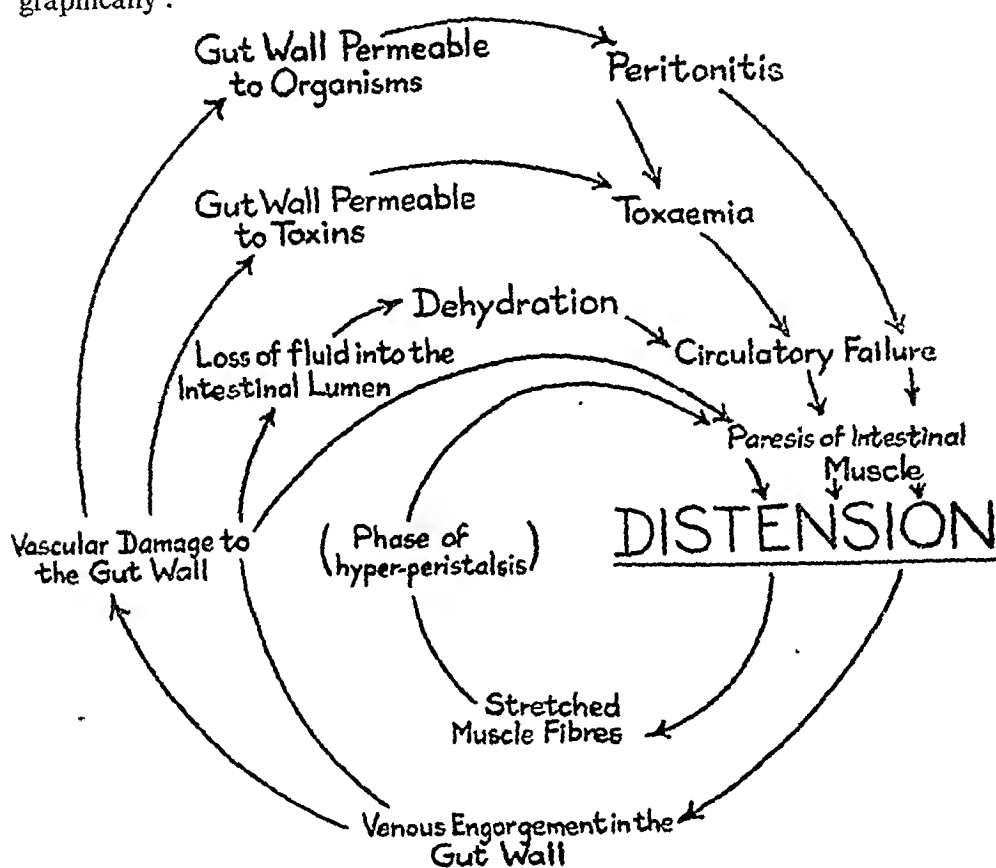 graphically:
Gut Wall Permeable
to Organisms
Peritonitis
Gut Wall Permeable
to Toxins
Toxaemia
Dehydration
Loss of fluid into the
Intestinal Lumen
Circulatory Failure
Paresis of Intestinal
Muscle
DISTENSION
Vascular Damage to
the Gut Wall
(Phase of
hyper-peristalsis)
Stretched
Muscle Fibres
Venous Engorgement in the
Gut Wall